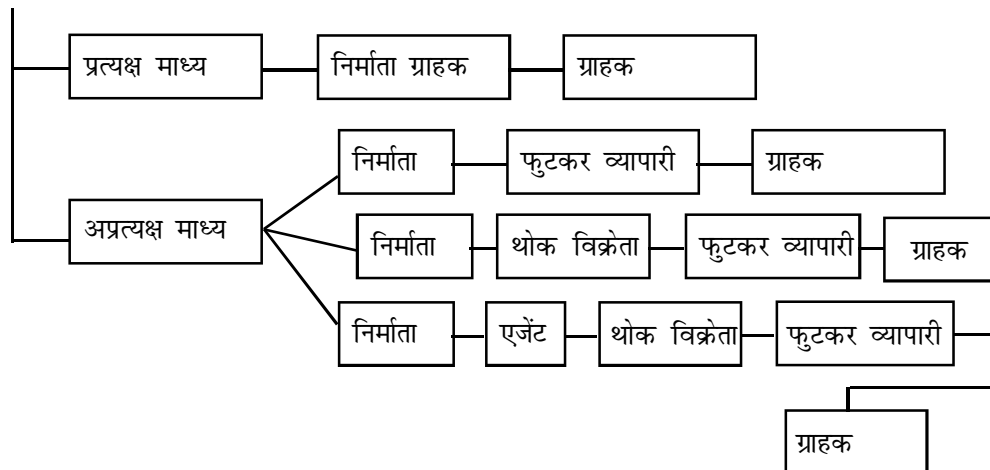 प्रत्यक्ष माध्य निर्माता ग्राहक ग्राहक
निर्माता फुटकर व्यापारी ग्राहक
अप्रत्यक्ष माध्य
निर्माता थोक विक्रेता फुटकर व्यापारी ग्राहक
निर्माता एजेंट थोक विक्रेता फुटकर व्यापारी
ग्राहक